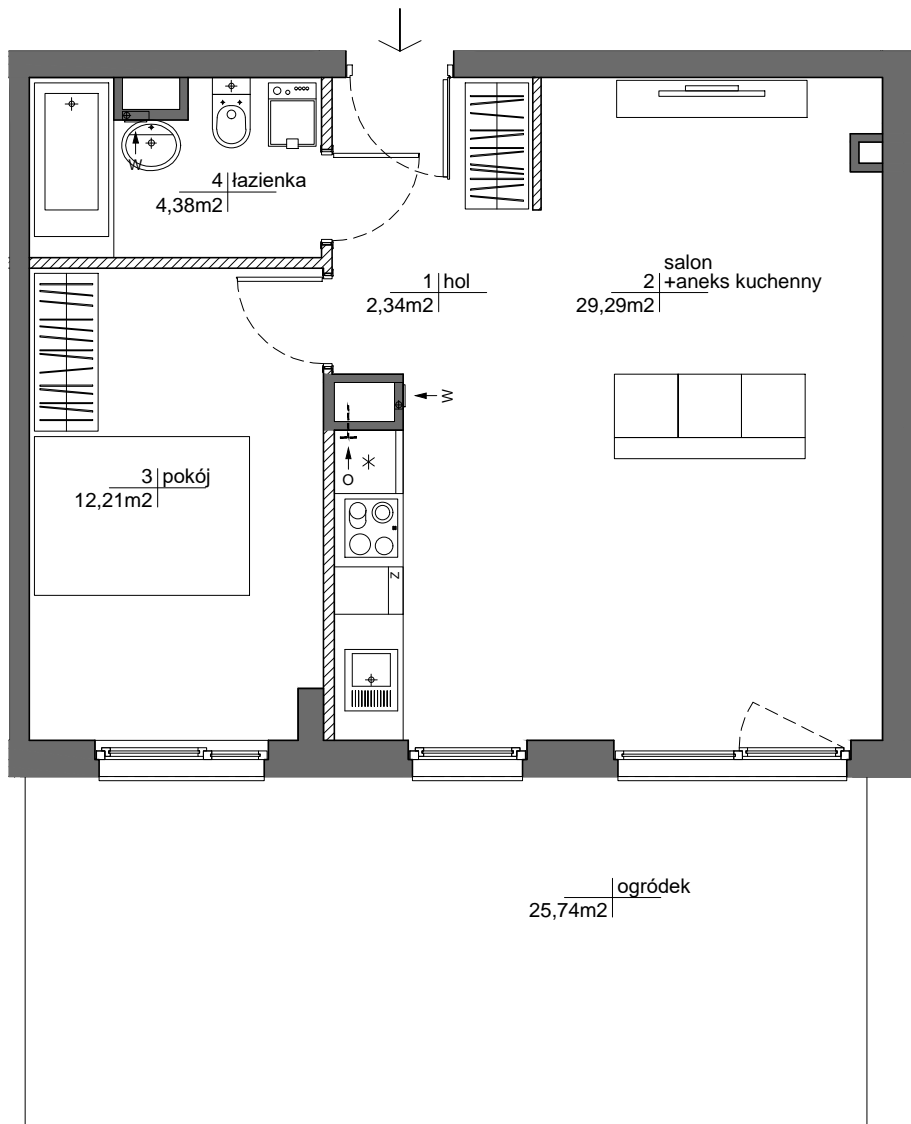 4 łazienka
4,38m2
W
1 hol
2,34m2
salon
2 +aneks kuchenny
29,29m2
W
3 pokój
12,21m2
O
Z
ogródek
25,74m2